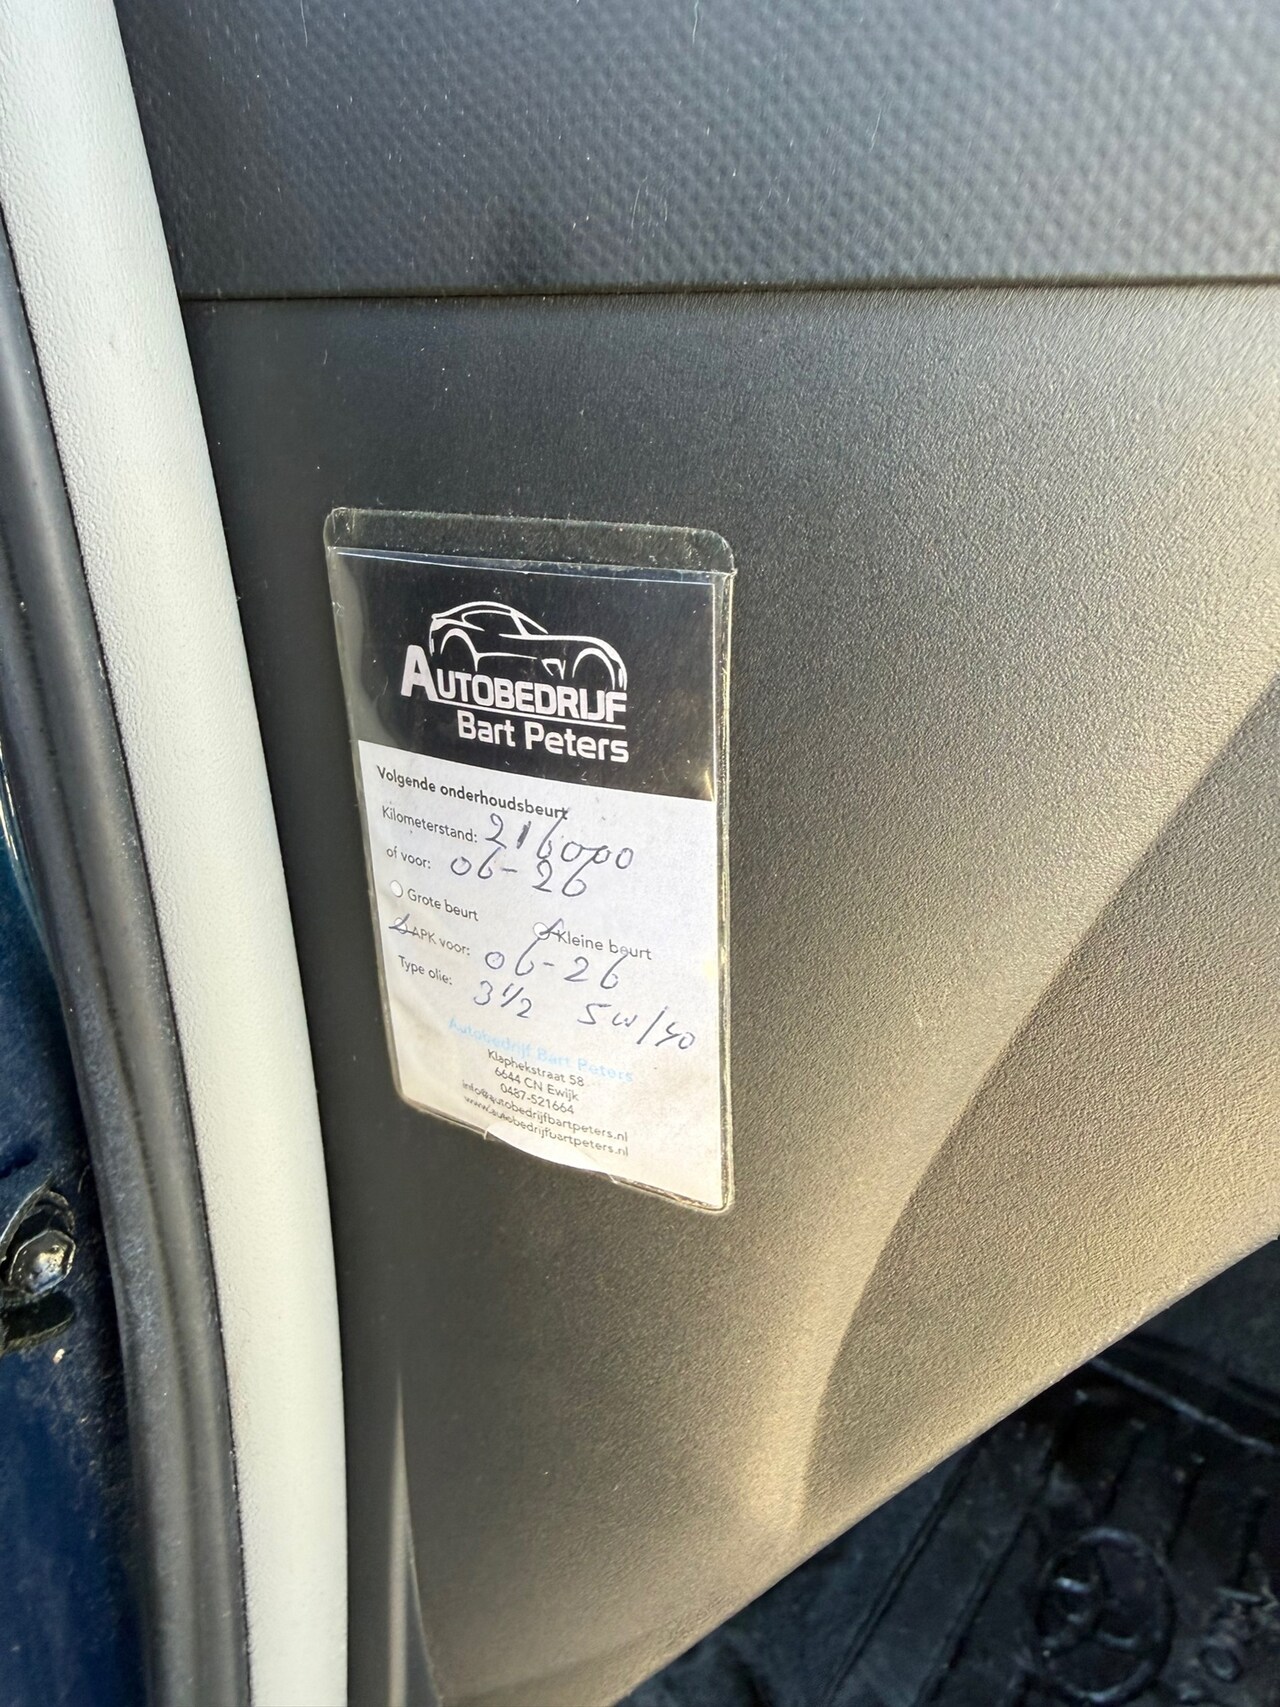 AUTOBEDRIJF
Bart Peters
Volgende onderhoudsbeurt
Kilometerstand: 216000
of voor: 06-26
Grote beurt
Kleine beurt
APK voor: 06-26
Type olie: 3 1/2 5w/40
Autobedrijf Bart Peters
Klaphekstraat 58
6644 CN Ewijk
0487-521664
info@autobedrijfbartpeters.nl
www.autobedrijfbartpeters.nl